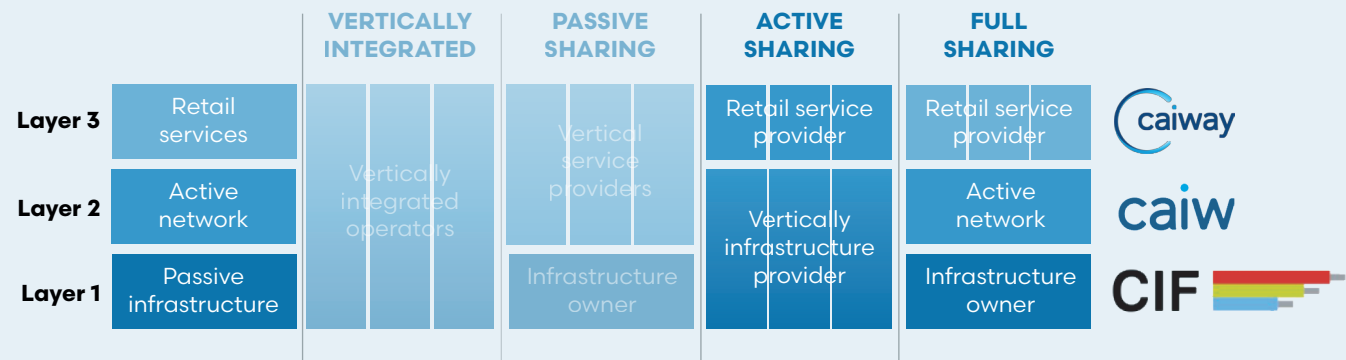 VERTICALLY
INTEGRATED
PASSIVE
SHARING
ACTIVE
SHARING
FULL
SHARING
Layer 3
Retail
services
Retail service
provider
Retail service
provider
caiway
Vertical
service
providers
Vertically
integrated
operators
Layer 2
Active
network
Vertically
infrastructure
provider
Active
network
caiw
Layer 1
Passive
infrastructure
Infrastructure
owner
Infrastructure
owner
CIF